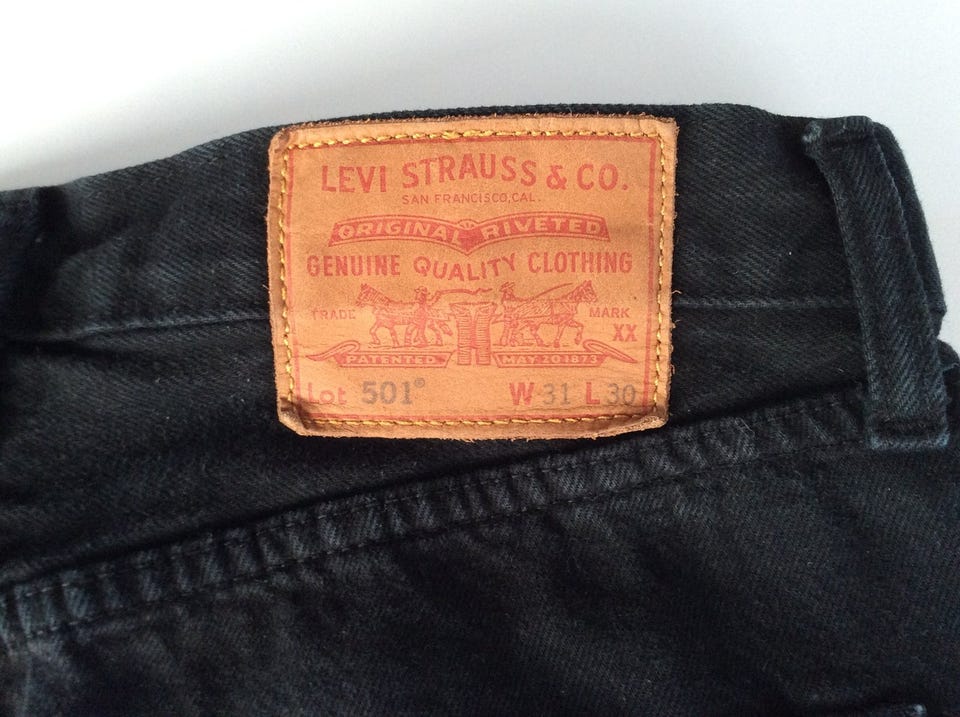 LEVI STRAUSS & CO.
SAN FRANCISCO, CAL.
ORIGINAL RIVETED
GENUINE QUALITY CLOTHING
TRADE MARK
XX
PATENTED MAY 20 1873
Lot 501® W 31 L 30